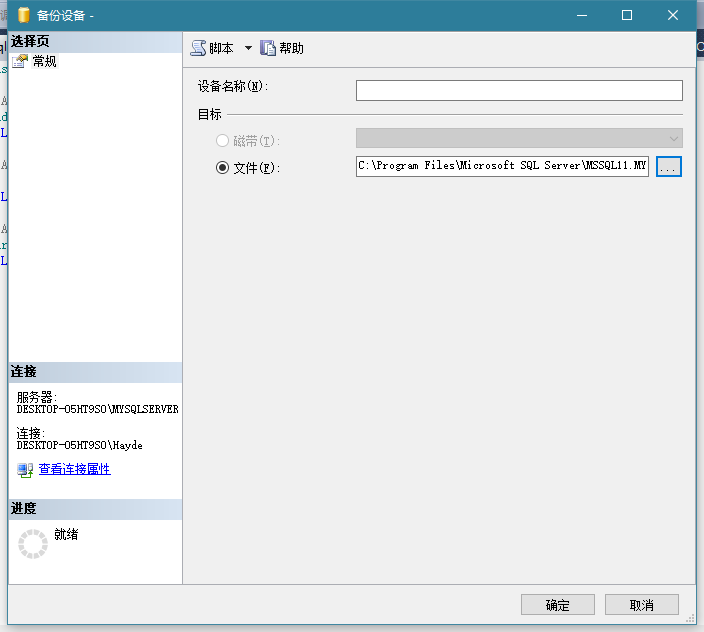 备份设备 -
选择页
常规
脚本
帮助
设备名称(N):
目标
磁带(T):
文件(F):
C:\Program Files\Microsoft SQL Server\MSSQL11.MY
...
连接
服务器:
DESKTOP-O5HT9SO\MYSQLSERVER
连接:
DESKTOP-O5HT9SO\Hayde
查看连接属性
进度
就绪
确定
取消